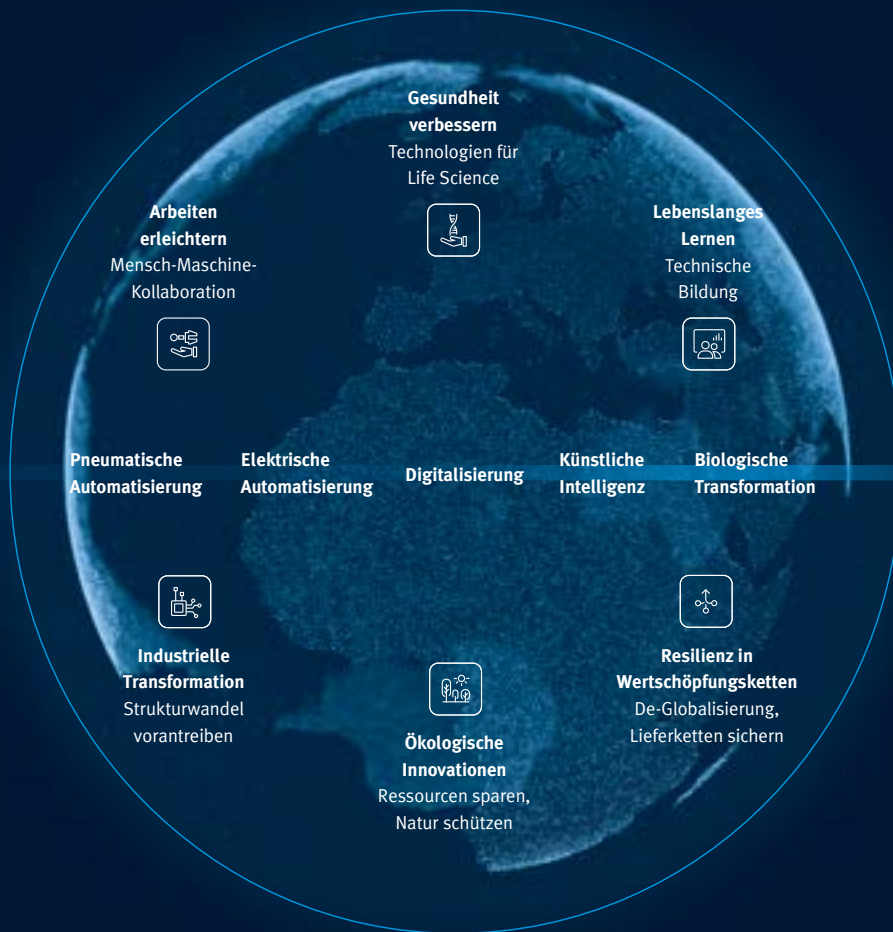 Gesundheit
verbessern
Technologien für
Life Science
Arbeiten
erleichtern
Mensch-Maschine-
Kollaboration
Lebenslanges
Lernen
Technische
Bildung
Pneumatische
Automatisierung
Elektrische
Automatisierung
Digitalisierung
Künstliche
Intelligenz
Biologische
Transformation
Industrielle
Transformation
Strukturwandel
vorantreiben
Ökologische
Innovationen
Ressourcen sparen,
Natur schützen
Resilienz in
Wertschöpfungsketten
De-Globalisierung,
Lieferketten sichern